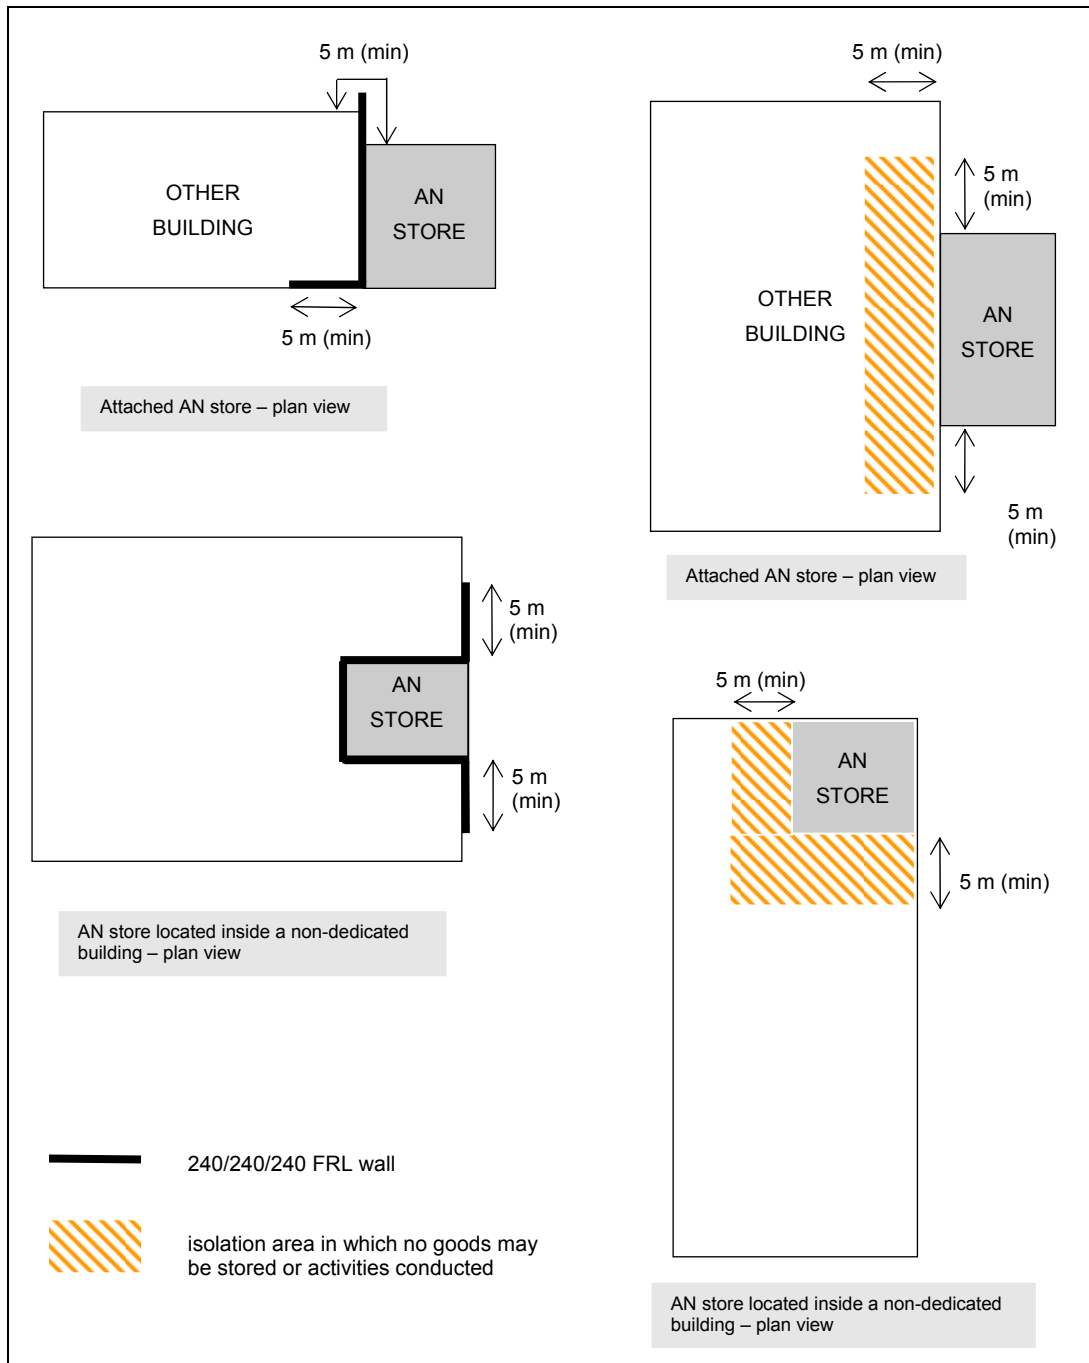 5 m (min)
OTHER
BUILDING
AN
STORE
5 m (min)
Attached AN store – plan view
5 m (min)
5 m
(min)
OTHER
BUILDING
AN
STORE
5 m
(min)
Attached AN store – plan view
5 m
(min)
AN
STORE
5 m
(min)
AN store located inside a non-dedicated
building – plan view
5 m (min)
AN
STORE
5 m (min)
240/240/240 FRL wall
isolation area in which no goods may
be stored or activities conducted
AN store located inside a non-dedicated
building – plan view